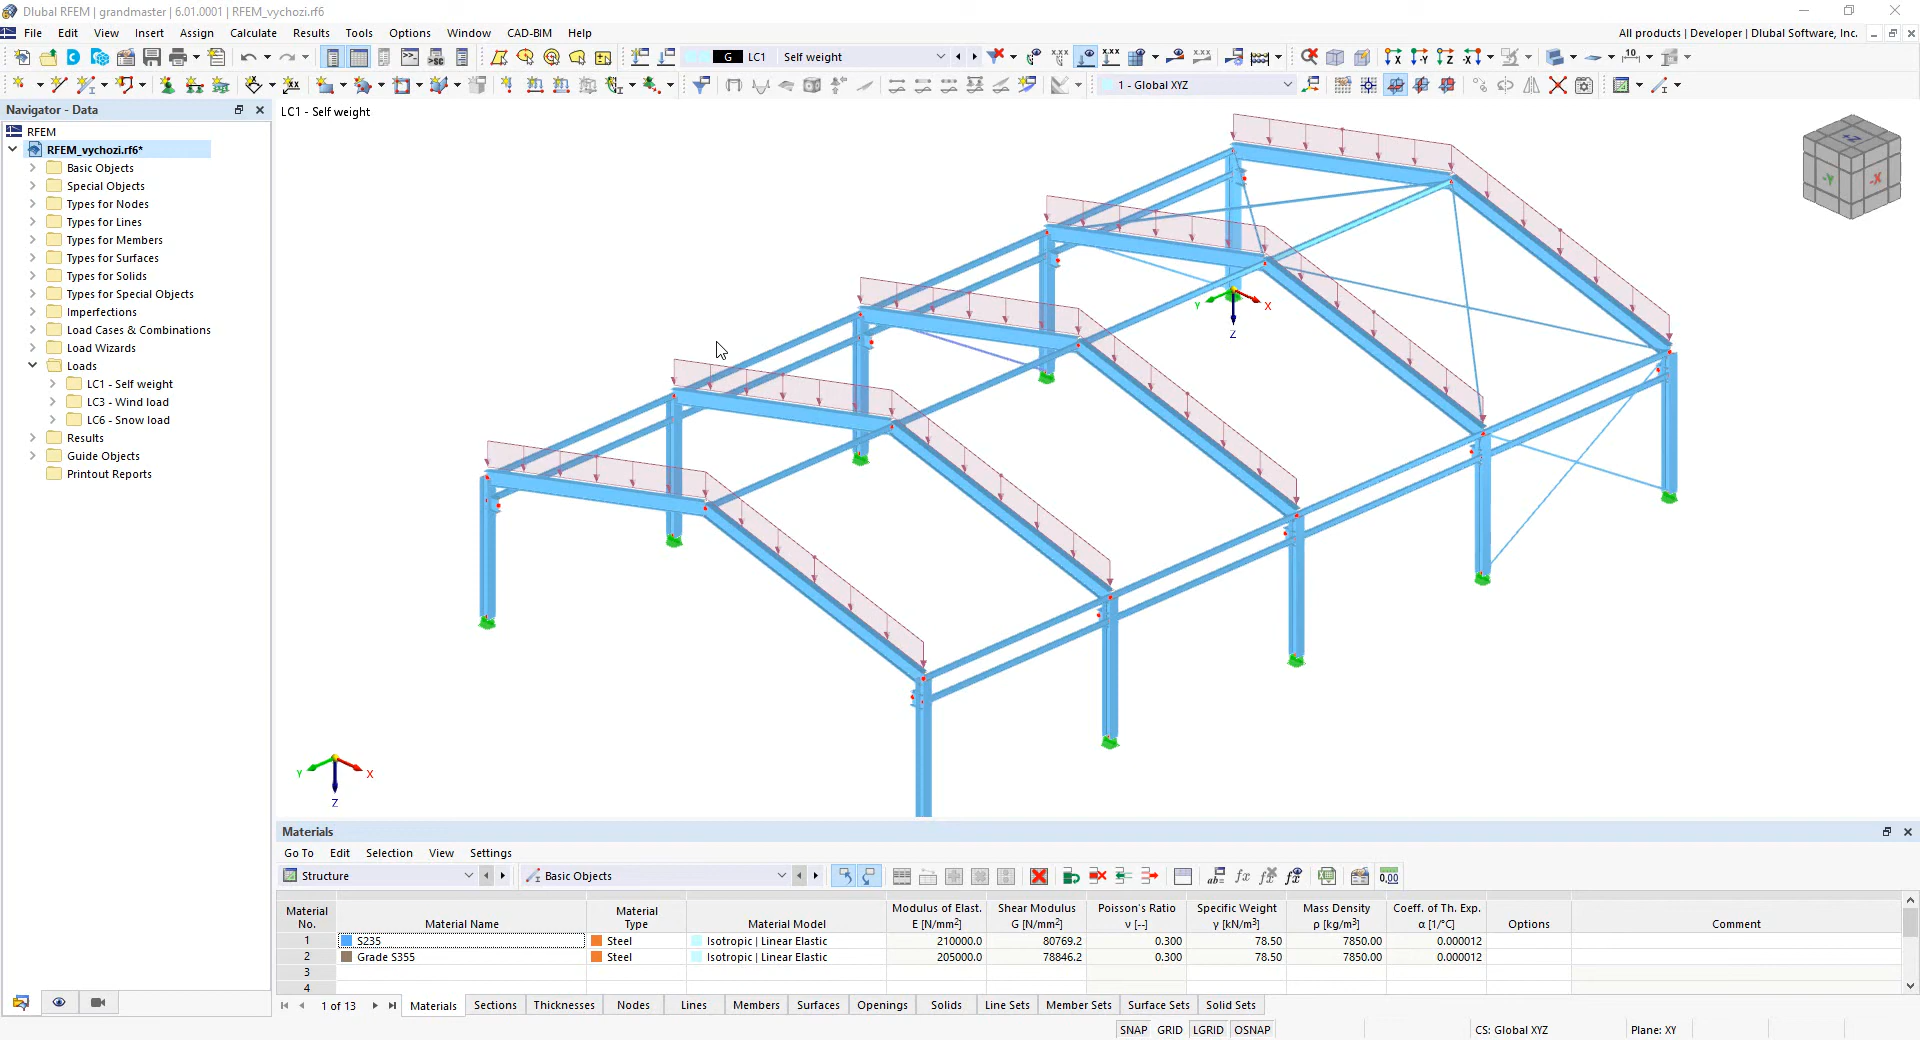 Dlubal RFEM | grandmaster | 6.01.0001 | RFEM_vychozi.rf6
File Edit View Insert Assign Calculate Results Tools Options Window CAD-BIM Help
All products | Developer | Dlubal Software, Inc.
G LC1 Self weight
1 - Global XYZ
Navigator - Data
RFEM
RFEM_vychozi.rf6*
Basic Objects
Special Objects
Types for Nodes
Types for Lines
Types for Members
Types for Surfaces
Types for Solids
Types for Special Objects
Imperfections
Load Cases & Combinations
Load Wizards
Loads
LC1 - Self weight
LC3 - Wind load
LC6 - Snow load
Results
Guide Objects
Printout Reports
LC1 - Self weight
+Z
-Y -X
Y X
Z
Y X
Z
Materials
Go To Edit Selection View Settings
Structure Basic Objects
Material No. Material Name Material Type Material Model Modulus of Elast. E [N/mm²] Shear Modulus G [N/mm²] Poisson's Ratio ν [--] Specific Weight γ [kN/m³] Mass Density ρ [kg/m³] Coeff. of Th. Exp. α [1/°C] Options Comment
1 S235 Steel Isotropic | Linear Elastic 210000.0 80769.2 0.300 78.50 7850.00 0.000012
2 Grade S355 Steel Isotropic | Linear Elastic 205000.0 78846.2 0.300 78.50 7850.00 0.000012
3
4
1 of 13 Materials Sections Thicknesses Nodes Lines Members Surfaces Openings Solids Line Sets Member Sets Surface Sets Solid Sets
SNAP GRID LGRID OSNAP CS: Global XYZ Plane: XY